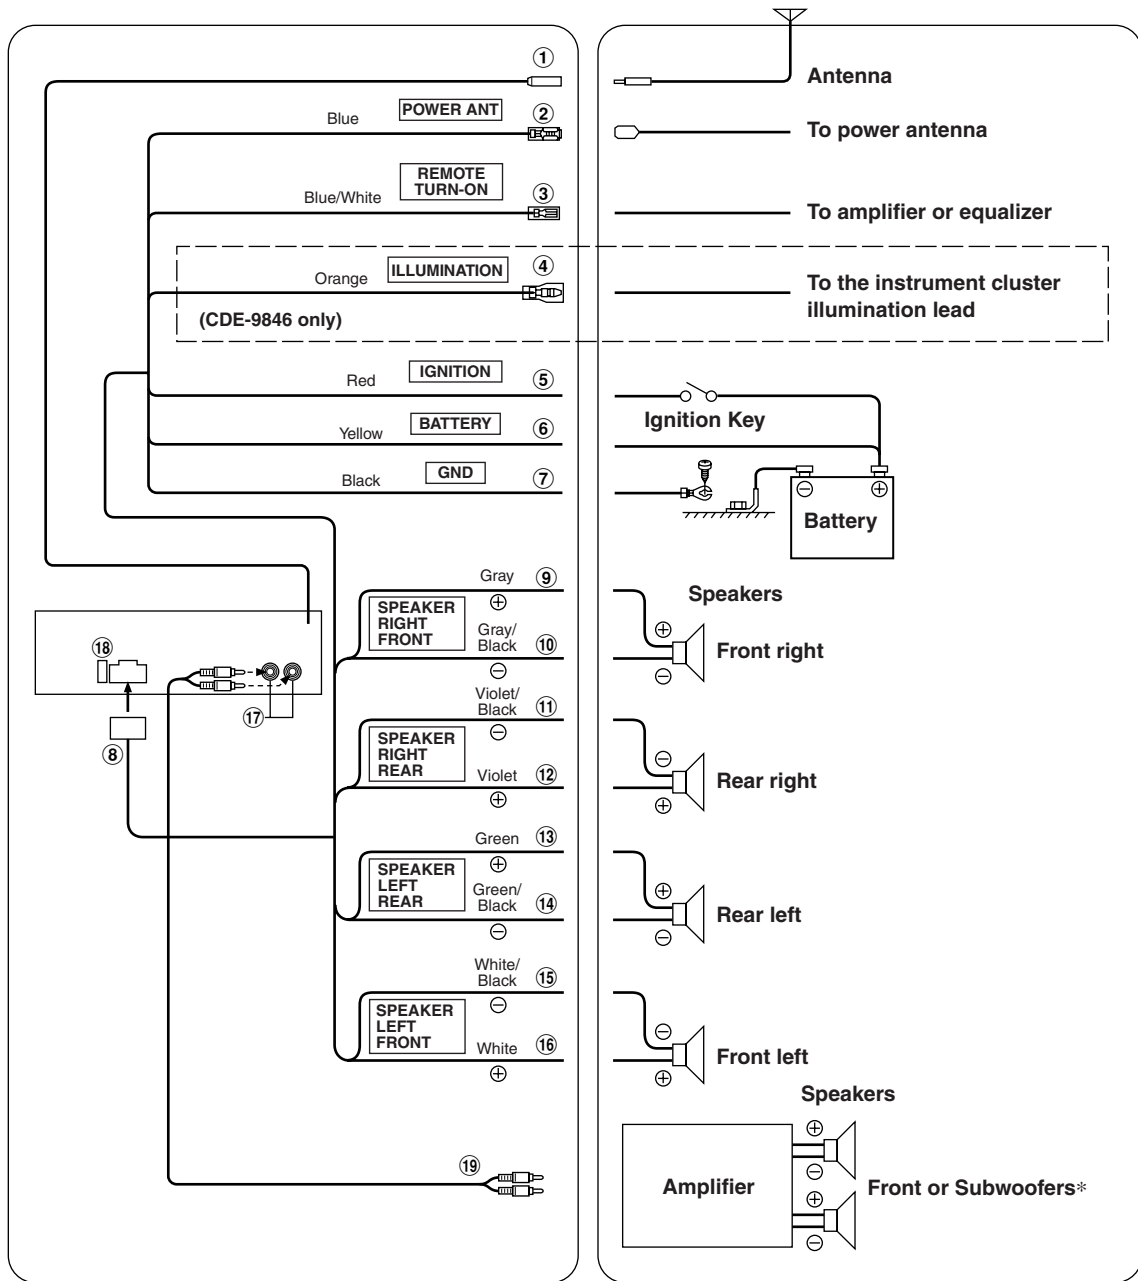 ①
Antenna
Blue
POWER ANT
②
To power antenna
Blue/White
REMOTE
TURN-ON
③
To amplifier or equalizer
Orange
ILLUMINATION
④
To the instrument cluster
illumination lead
(CDE-9846 only)
Red
IGNITION
⑤
Ignition Key
Yellow
BATTERY
⑥
Black
GND
⑦
⊖
⊕
Battery
Gray
⑨
Speakers
SPEAKER
RIGHT
FRONT
⊕
Gray/
Black
⑩
⊖
⊕
⊖
Front right
⑱
⑰
⑧
Violet/
Black
⑪
SPEAKER
RIGHT
REAR
⊖
Violet
⑫
⊕
⊖
⊕
Rear right
Green
⑬
SPEAKER
LEFT
REAR
⊕
Green/
Black
⑭
⊖
⊕
⊖
Rear left
White/
Black
⑮
SPEAKER
LEFT
FRONT
⊖
White
⑯
⊕
⊖
⊕
Front left
Speakers
⑲
Amplifier
⊕
⊖
⊕
⊖
Front or Subwoofers*